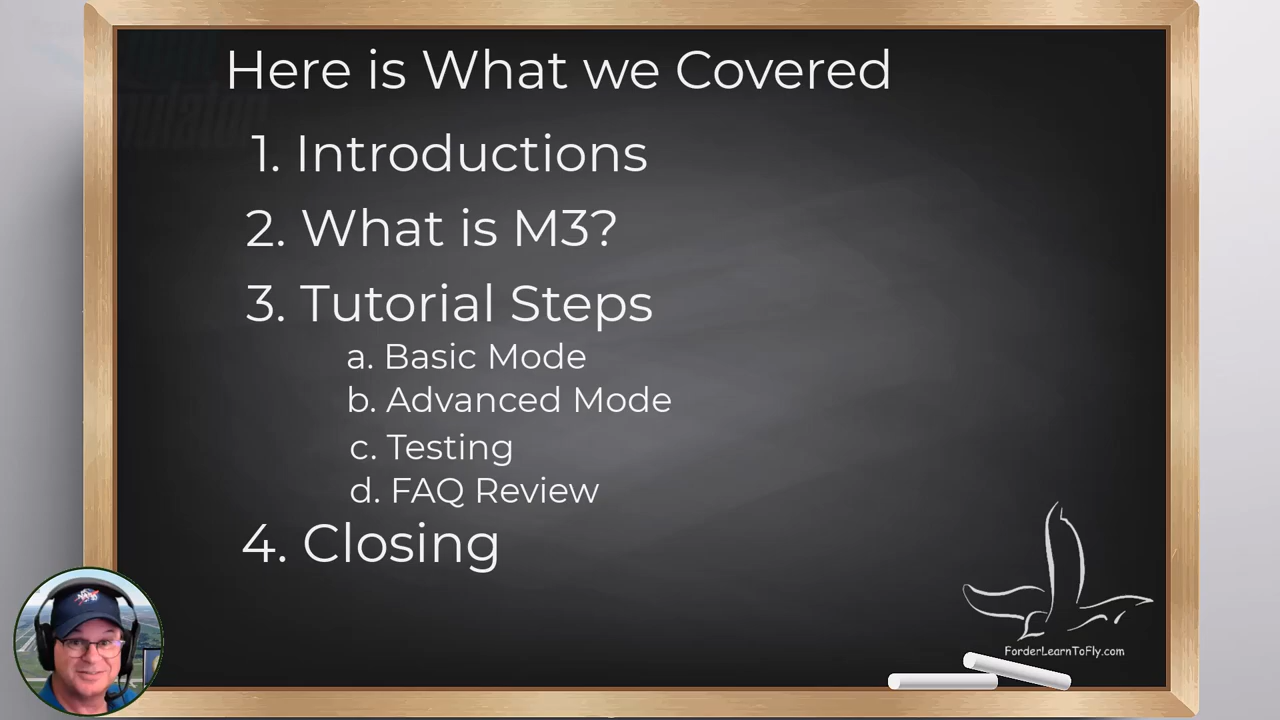 Here is What we Covered
1. Introductions
2. What is M3?
3. Tutorial Steps
a. Basic Mode
b. Advanced Mode
c. Testing
d. FAQ Review
4. Closing
ForderLearnToFly.com